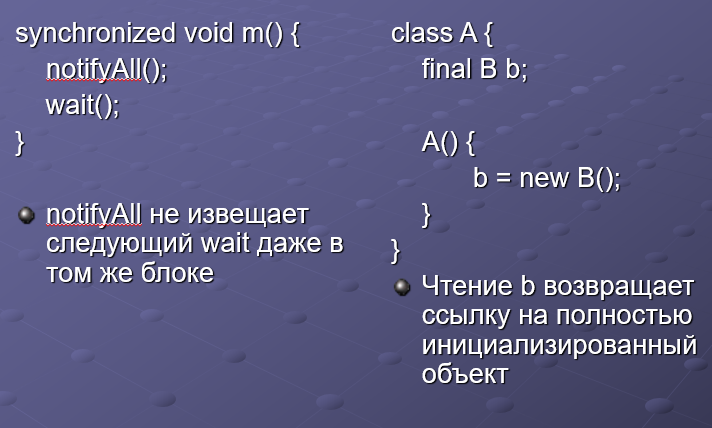 synchronized void m() {
notifyAll();
wait();
}
notifyAll не извещает
следующий wait даже в
том же блоке
class A {
final B b;
A() {
b = new B();
}
}
Чтение b возвращает
ссылку на полностью
инициализированный
объект